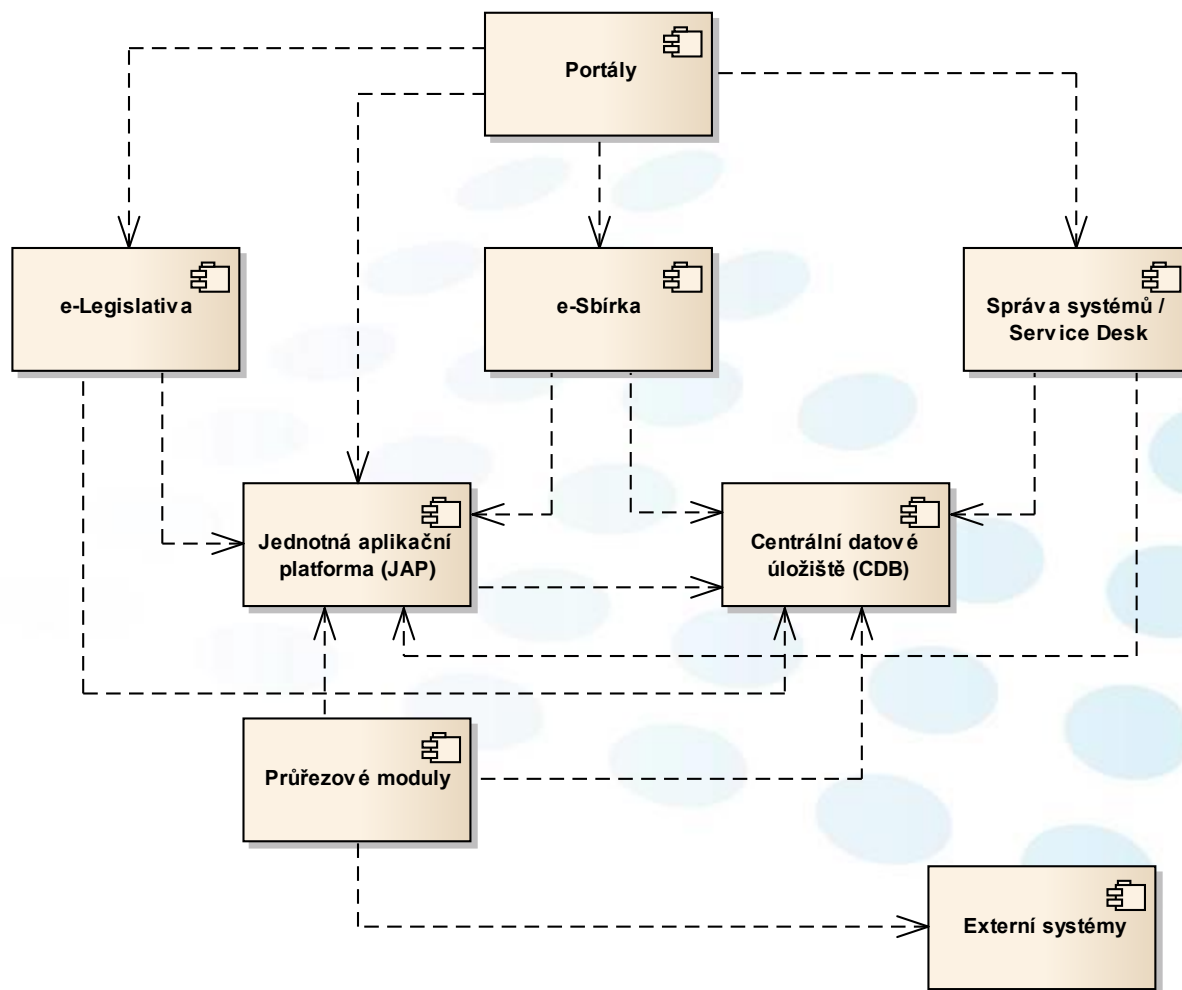 Portály
e-Legislativa
e-Sbírka
Správa systémů /
Service Desk
Jednotná aplikační
platforma (JAP)
Centrální datové
úložiště (CDB)
Průřezové moduly
Externí systémy